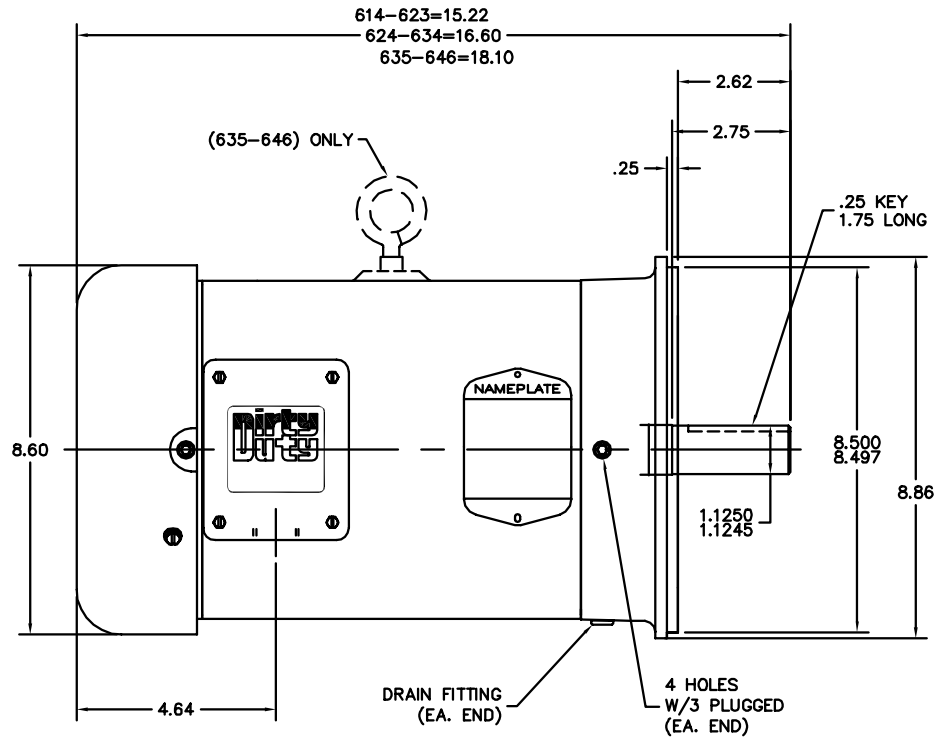 614-623=15.22
624-634=16.60
635-646=18.10
2.62
2.75
.25
(635-646) ONLY
.25 KEY
1.75 LONG
NAMEPLATE
Dirty
Duty
8.60
8.500
8.497
8.86
1.1250
1.1245
4.64
DRAIN FITTING
(EA. END)
4 HOLES
W/3 PLUGGED
(EA. END)